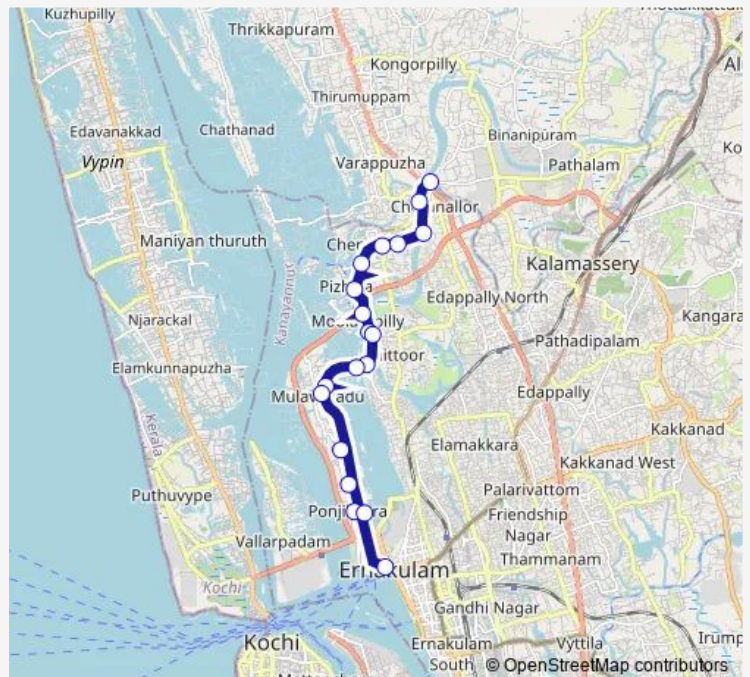 Kuzhupilly
Thrikkapuram
Kongorpilly
Thirumuppam
Edavanakkad
Chathanad
Binanipuram
Vypin
Varappuzha
Pathalam
Maniyan thuruth
Kalamassery
Kanayannur
Edappally North
Njarackal
Kangara
Pathadipalam
Elamkunnapuzha
Edappally
Kerala
Kakkanad
Elamakkara
Kakkanad West
Puthuvype
Palarivattom
Friendship
Nagar
Vallarpadam
Thammanam
Ernakulam
Kochi
Gandhi Nagar
Kochi
Ernakulam
South
Vyttila
Irump
© OpenStreetMap contributors